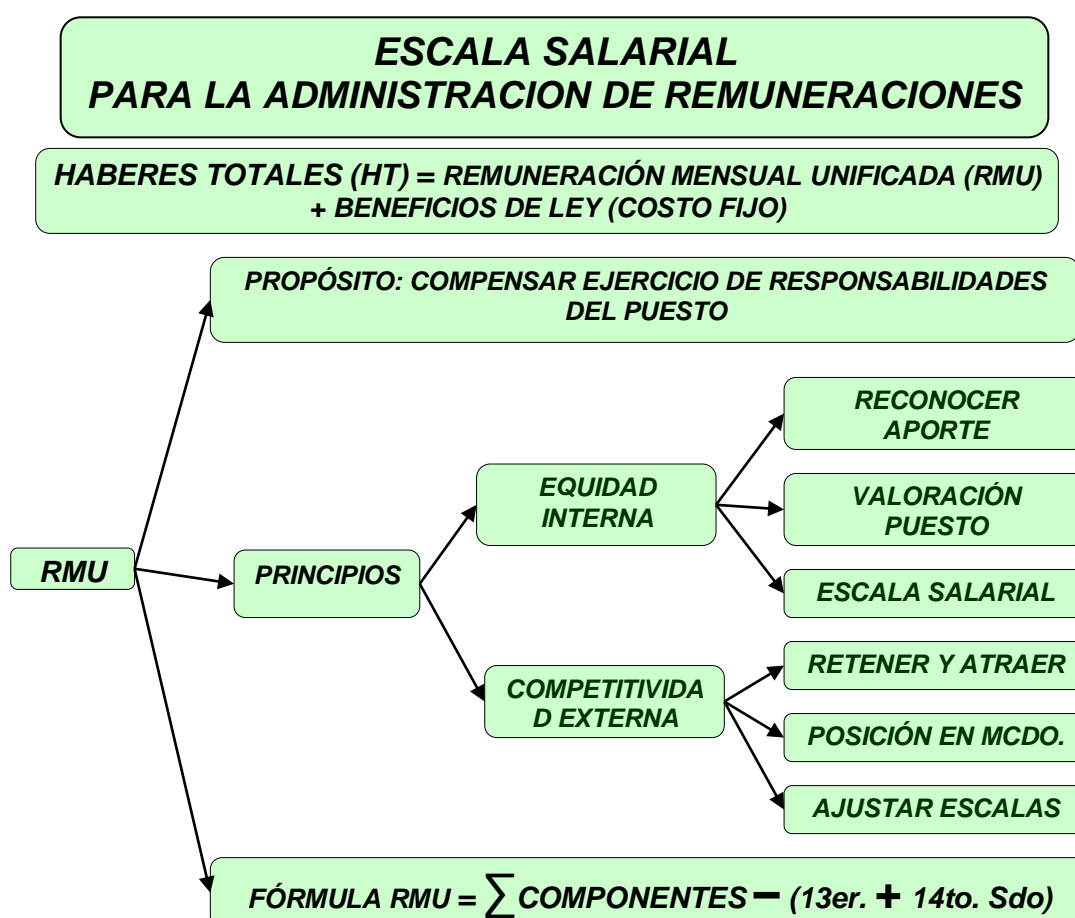 ESCALA SALARIAL
PARA LA ADMINISTRACION DE REMUNERACIONES
HABERES TOTALES (HT) = REMUNERACIÓN MENSUAL UNIFICADA (RMU)
+ BENEFICIOS DE LEY (COSTO FIJO)
PROPÓSITO: COMPENSAR EJERCICIO DE RESPONSABILIDADES
DEL PUESTO
RMU
PRINCIPIOS
EQUIDAD
INTERNA
RECONOCER
APORTE
VALORACIÓN
PUESTO
ESCALA SALARIAL
COMPETITIVIDA
D EXTERNA
RETENER Y ATRAER
POSICIÓN EN MCDO.
AJUSTAR ESCALAS
FÓRMULA RMU = ∑ COMPONENTES − (13er. + 14to. Sdo)